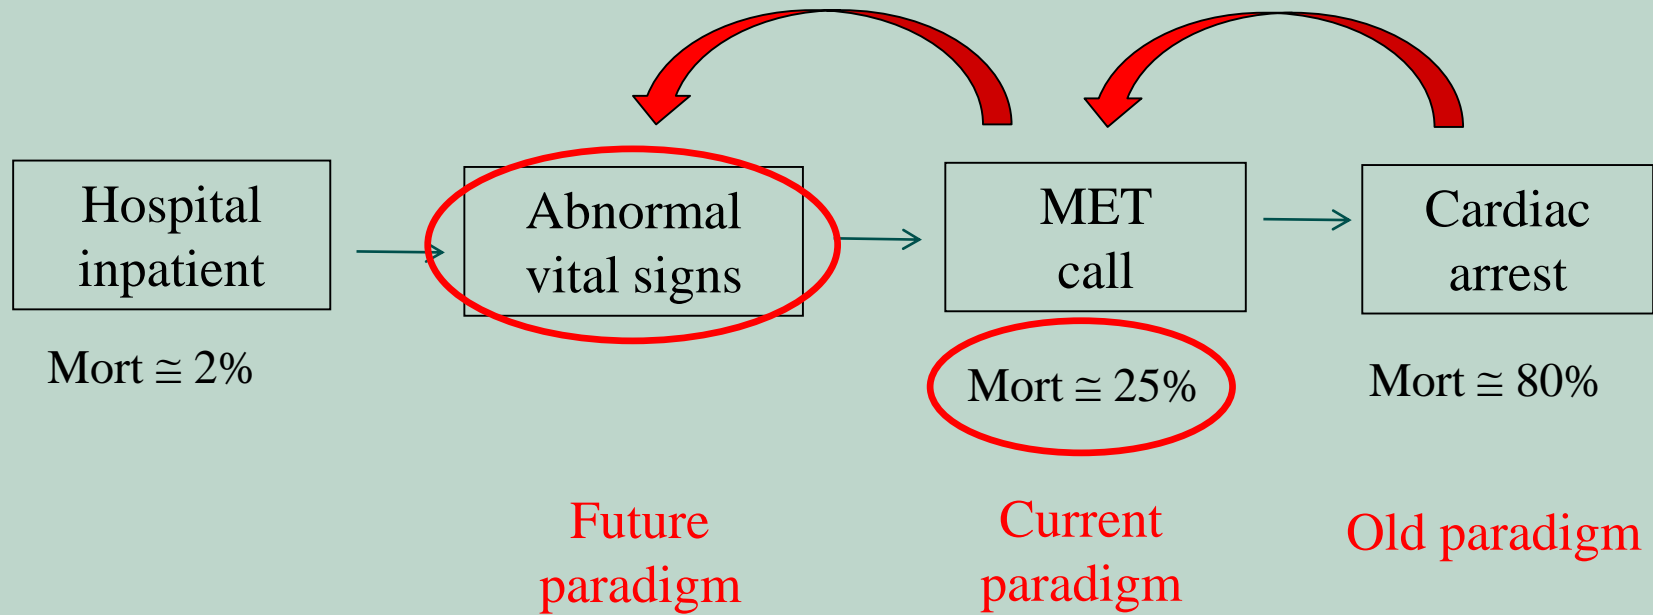 Hospital
inpatient
Abnormal
vital signs
MET
call
Cardiac
arrest
Mort ≅ 2%
Mort ≅ 25%
Mort ≅ 80%
Future
paradigm
Current
paradigm
Old paradigm